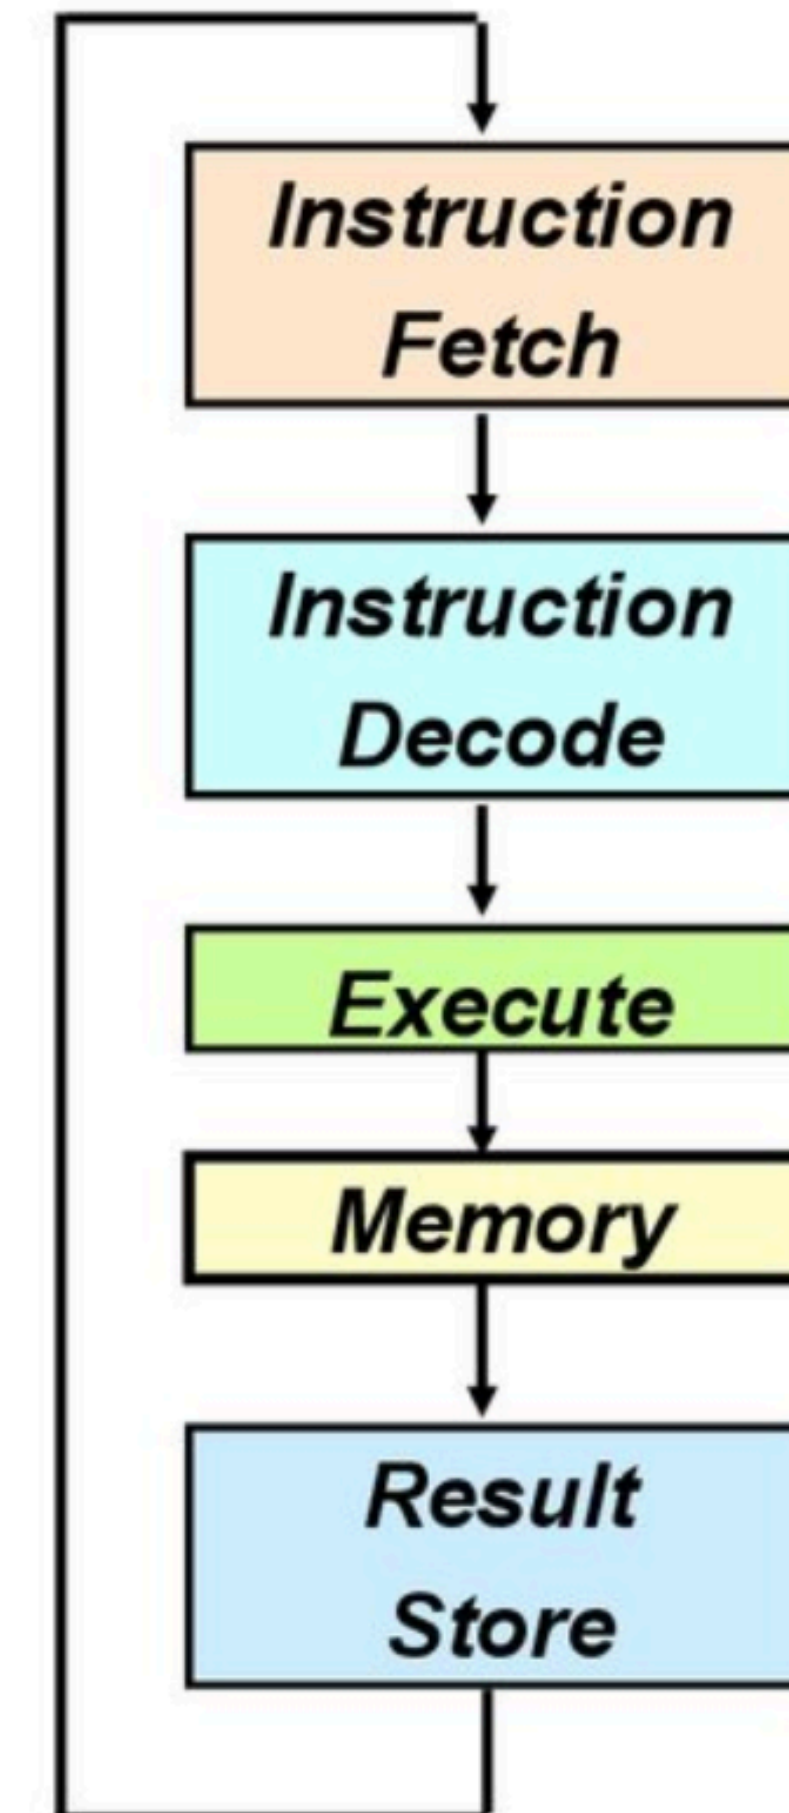 Instruction
Fetch
Instruction
Decode
Execute
Memory
Result
Store